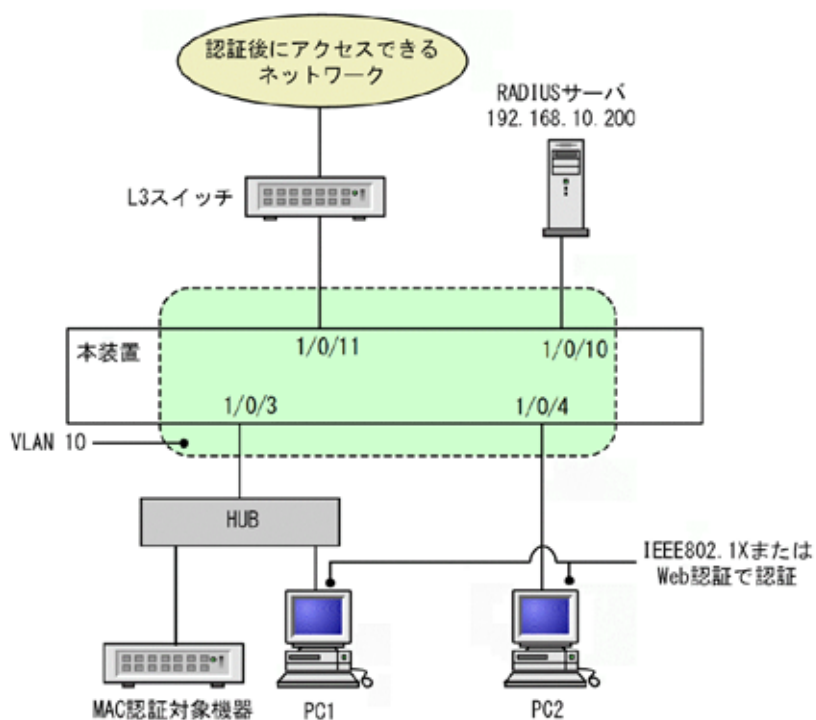 認証後にアクセスできる
ネットワーク
RADIUSサーバ
192.168.10.200
L3スイッチ
本装置
1/0/11
1/0/10
1/0/3
1/0/4
VLAN 10
HUB
IEEE802.1Xまたは
Web認証で認証
MAC認証対象機器
PC1
PC2